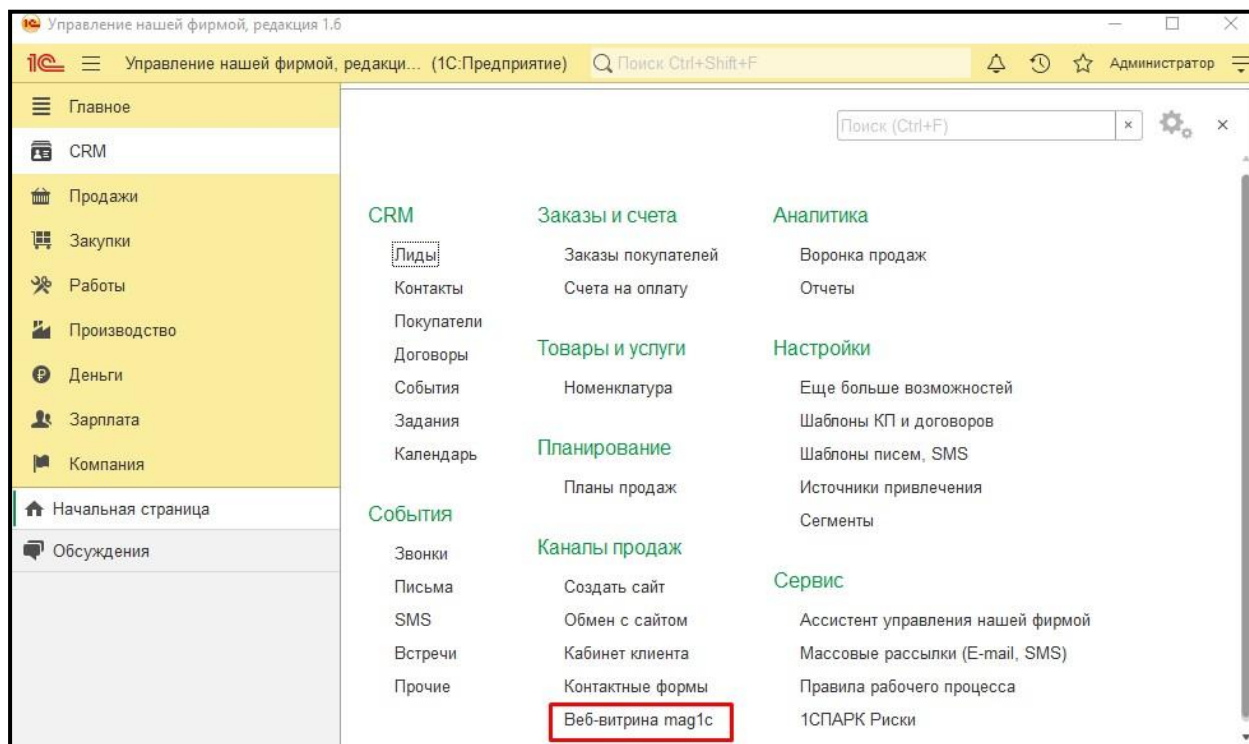 Управление нашей фирмой, редакция 1.6
Управление нашей фирмой, редакци... (1С:Предприятие)
Поиск Ctrl+Shift+F
Администратор
Главное
CRM
Продажи
Закупки
Работы
Производство
Деньги
Зарплата
Компания
Начальная страница
Обсуждения
Поиск (Ctrl+F)
CRM
Лиды
Контакты
Покупатели
Договоры
События
Задания
Календарь
События
Звонки
Письма
SMS
Встречи
Прочие
Заказы и счета
Заказы покупателей
Счета на оплату
Товары и услуги
Номенклатура
Планирование
Планы продаж
Каналы продаж
Создать сайт
Обмен с сайтом
Кабинет клиента
Контактные формы
Веб-витрина mag1c
Аналитика
Воронка продаж
Отчеты
Настройки
Еще больше возможностей
Шаблоны КП и договоров
Шаблоны писем, SMS
Источники привлечения
Сегменты
Сервис
Ассистент управления нашей фирмой
Массовые рассылки (E-mail, SMS)
Правила рабочего процесса
1СПАРК Риски